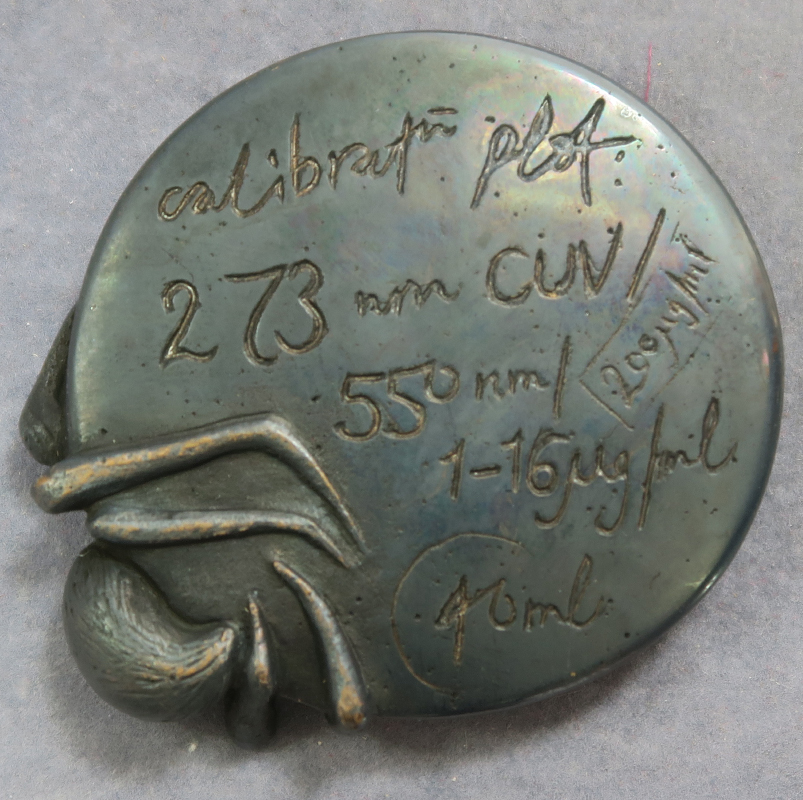 calibratn plot.
273 nm CUV/
200µg/ml
550 nm/
1-16µg/ml
40ml